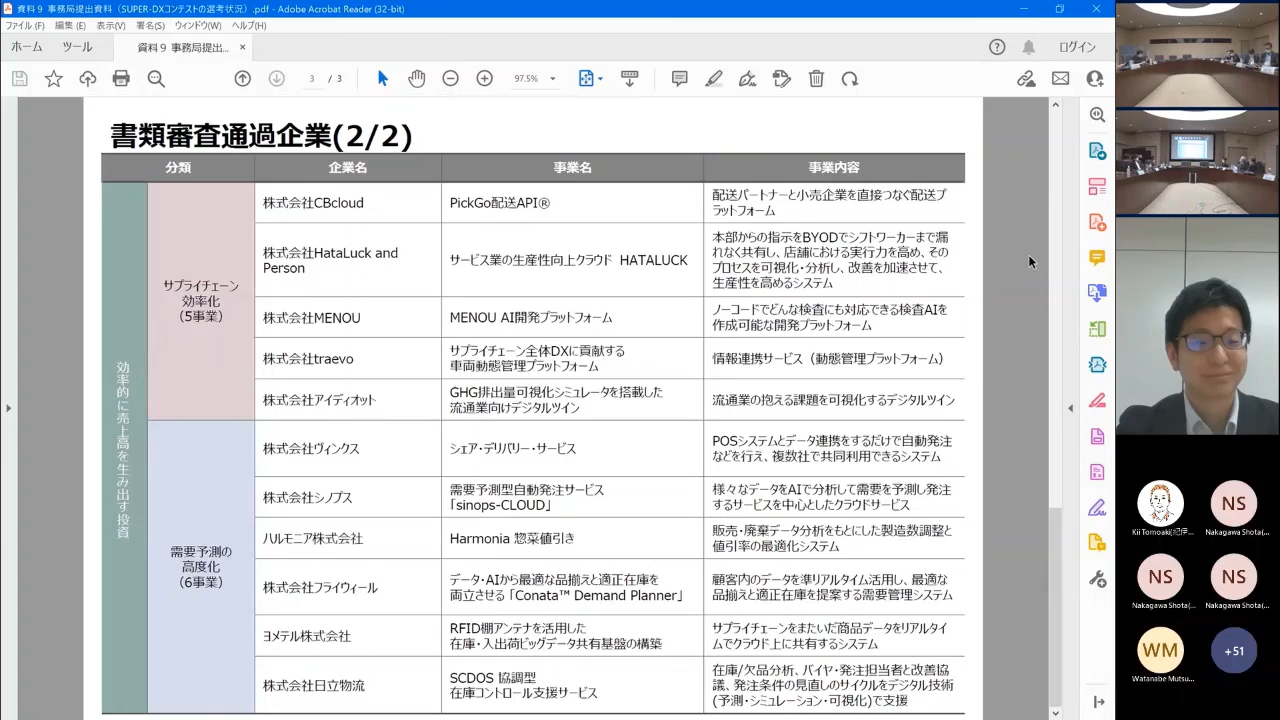 資料９ 事務局提出資料（SUPER-DXコンテストの選考状況）.pdf - Adobe Acrobat Reader (32-bit)
ファイル(F) 編集(E) 表示(V) 署名(S) ウィンドウ(W) ヘルプ(H)
ホーム ツール 資料９ 事務局提出... × ログイン
3 / 3 97.5%
書類審査通過企業(2/2)
分類 企業名 事業名 事業内容
効率的に売上高を生み出す投資
サプライチェーン
効率化
（5事業）
株式会社CBcloud
PickGo配送API®
配送パートナーと小売企業を直接つなぐ配送プ
ラットフォーム
株式会社HataLuck and
Person
サービス業の生産性向上クラウド HATALUCK
本部からの指示をBYODでシフトワーカーまで漏
れなく共有し、店舗における実行力を高め、その
プロセスを可視化・分析し、改善を加速させて、
生産性を高めるシステム
株式会社MENOU
MENOU AI開発プラットフォーム
ノーコードでどんな検査にも対応できる検査AIを
作成可能な開発プラットフォーム
株式会社traevo
サプライチェーン全体DXに貢献する
車両動態管理プラットフォーム
情報連携サービス（動態管理プラットフォーム）
株式会社アイディオット
GHG排出量可視化シミュレータを搭載した
流通業向けデジタルツイン
流通業の抱える課題を可視化するデジタルツイン
需要予測の
高度化
（6事業）
株式会社ヴィンクス
シェア・デリバリー・サービス
POSシステムとデータ連携をするだけで自動発注
などを行え、複数社で共同利用できるシステム
株式会社シノプス
需要予測型自動発注サービス
「sinops-CLOUD」
様々なデータをAIで分析して需要を予測し発注
するサービスを中心としたクラウドサービス
ハルモニア株式会社
Harmonia 惣菜値引き
販売・廃棄データ分析をもとにした製造数調整と
値引率の最適化システム
株式会社フライウィール
データ・AIから最適な品揃えと適正在庫を
両立させる「Conata™ Demand Planner」
顧客内のデータを準リアルタイム活用し、最適な
品揃えと適正在庫を提案する需要管理システム
ヨメテル株式会社
RFID棚アンテナを活用した
在庫・入出荷ビッグデータ共有基盤の構築
サプライチェーンをまたいだ商品データをリアルタイ
ムでクラウド上に共有するシステム
株式会社日立物流
SCDOS 協調型
在庫コントロール支援サービス
在庫/欠品分析、バイヤ・発注担当者と改善協
議、発注条件の見直しのサイクルをデジタル技術
(予測・シミュレーション・可視化)で支援
NS
Kii Tomoaki(紀伊... Nakagawa Shota(...
NS NS
Nakagawa Shota(... Nakagawa Shota(...
WM +51
Watanabe Mutsu...